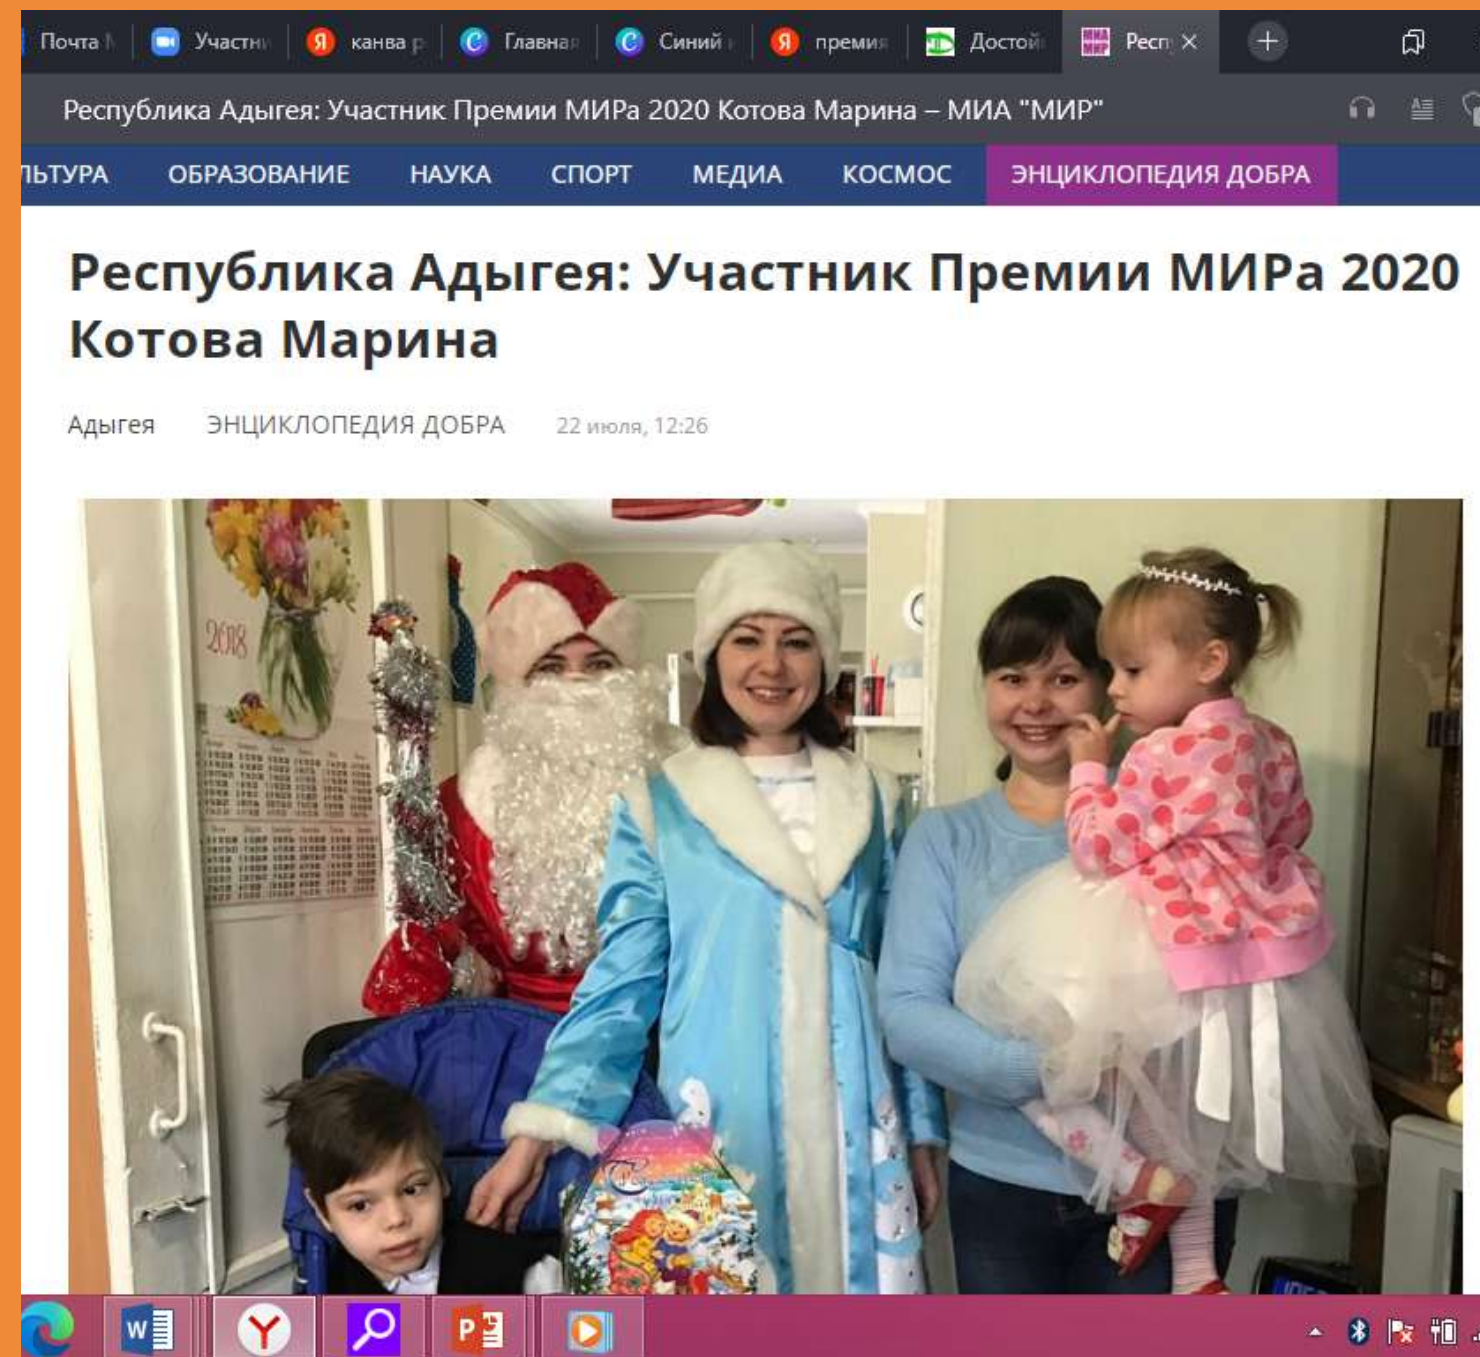 Почта
Участни
канва р
Главная
Синий
премия
Достой
Респ
Республика Адыгея: Участник Премии МИРа 2020 Котова Марина – МИА "МИР"
ЛЬТУРА ОБРАЗОВАНИЕ НАУКА СПОРТ МЕДИА КОСМОС ЭНЦИКЛОПЕДИЯ ДОБРА
Республика Адыгея: Участник Премии МИРа 2020
Котова Марина
Адыгея ЭНЦИКЛОПЕДИЯ ДОБРА 22 июля, 12:26
2018